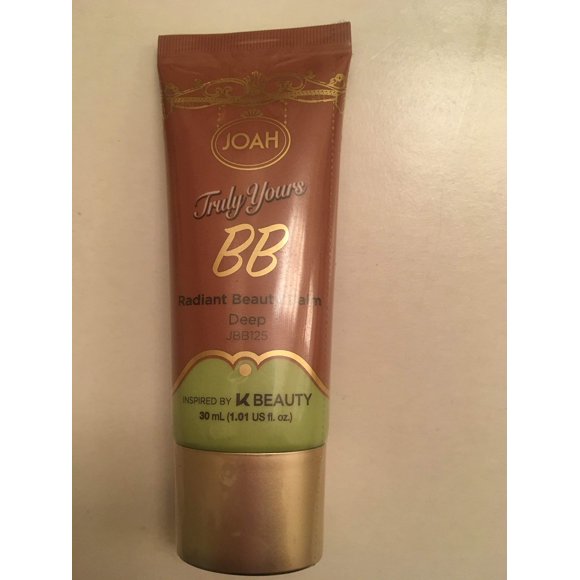 JOAH
Truly Yours
BB
Radiant Beauty Balm
Deep
JBB125
INSPIRED BY K BEAUTY
30 mL (1.01 US fl. oz.)